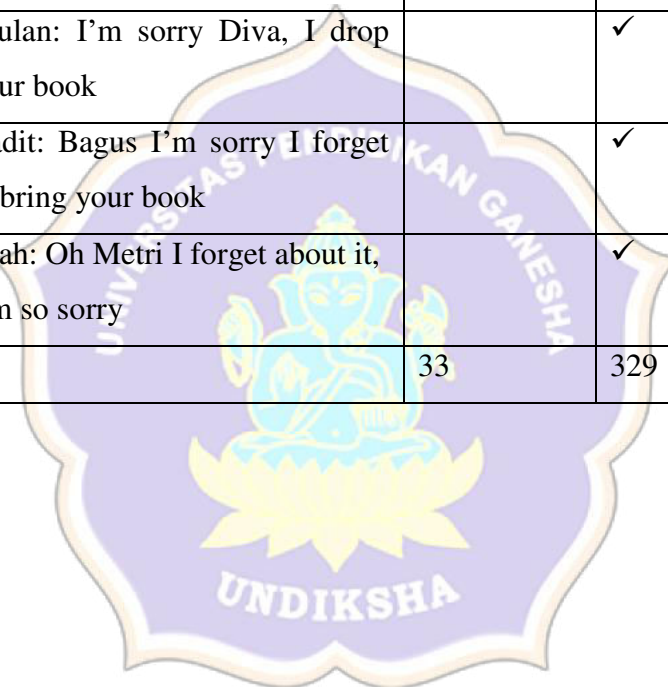 ulan: I’m sorry Diva, I drop ✓
ur book
adit: Bagus I’m sorry I forget ✓
bring your book
ah: Oh Metri I forget about it, ✓
m so sorry
33 329
UNIVERSITAS PENDIDIKAN GANESHA
UNDIKSHA